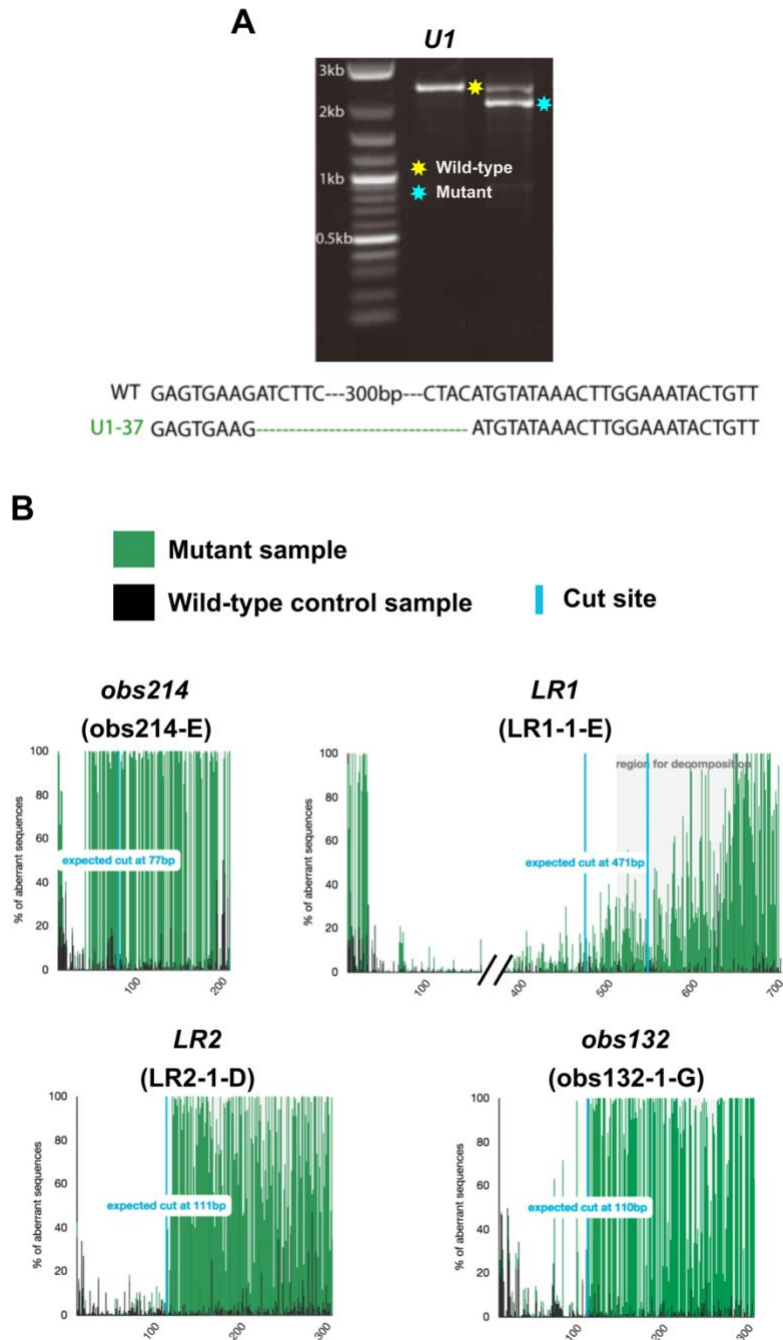 A
U1
3kb
2kb
1kb
0.5kb
Wild-type
Mutant
WT GAGTGAAGATCTTC---300bp---CTACATGTATAAACTTGGAAATACTGTT
U1-37 GAGTGAAG------------------------------ATGTATAAACTTGGAAATACTGTT
B
Mutant sample
Wild-type control sample
Cut site
obs214
(obs214-E)
% of aberrant sequences
100
80
60
40
20
0
expected cut at 77bp
100
200
LR1
(LR1-1-E)
% of aberrant sequences
100
80
60
40
20
0
region for decomposition
expected cut at 471bp
100
400
500
600
700
LR2
(LR2-1-D)
% of aberrant sequences
100
80
60
40
20
0
expected cut at 111bp
100
200
300
obs132
(obs132-1-G)
% of aberrant sequences
100
80
60
40
20
0
expected cut at 110bp
100
200
300